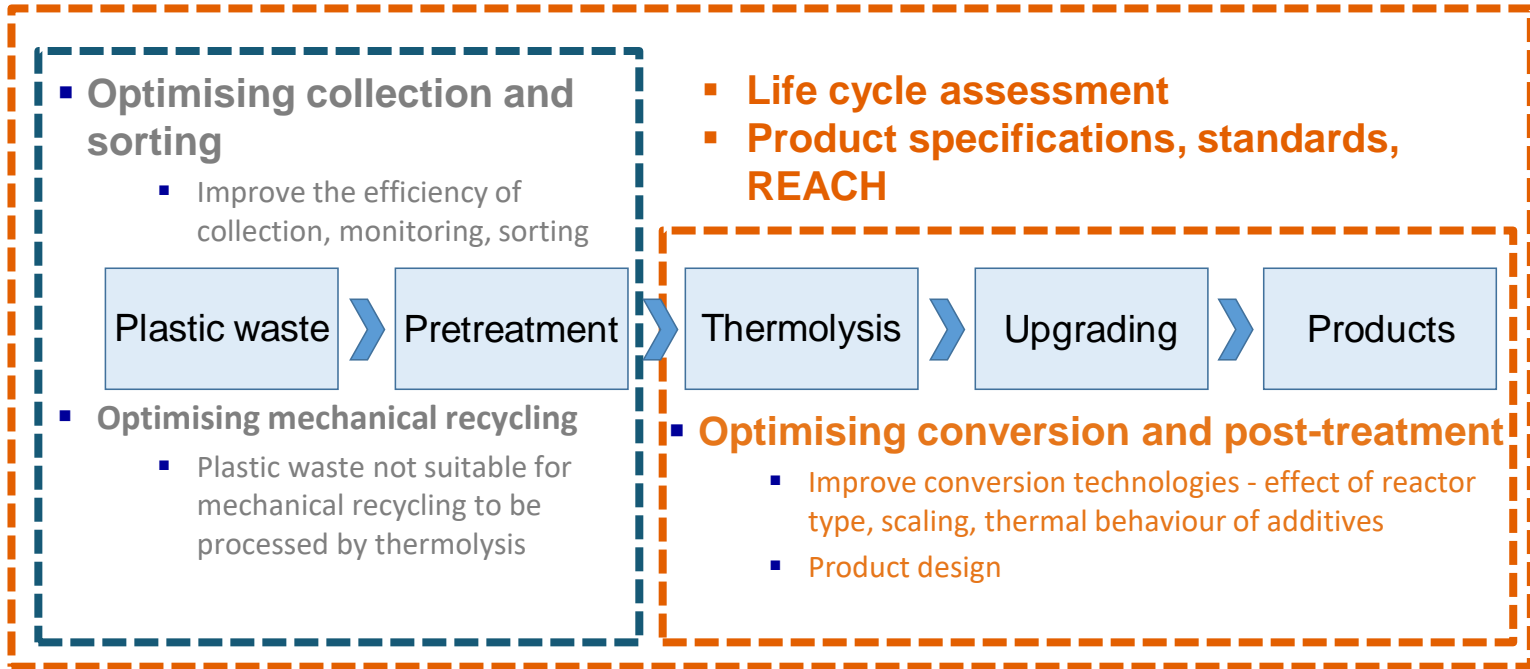 ▪ Optimising collection and
sorting
▪ Improve the efficiency of
collection, monitoring, sorting
▪ Life cycle assessment
▪ Product specifications, standards,
REACH
Plastic waste
Pretreatment
Thermolysis
Upgrading
Products
▪ Optimising mechanical recycling
▪ Plastic waste not suitable for
mechanical recycling to be
processed by thermolysis
▪ Optimising conversion and post-treatment
▪ Improve conversion technologies - effect of reactor
type, scaling, thermal behaviour of additives
▪ Product design